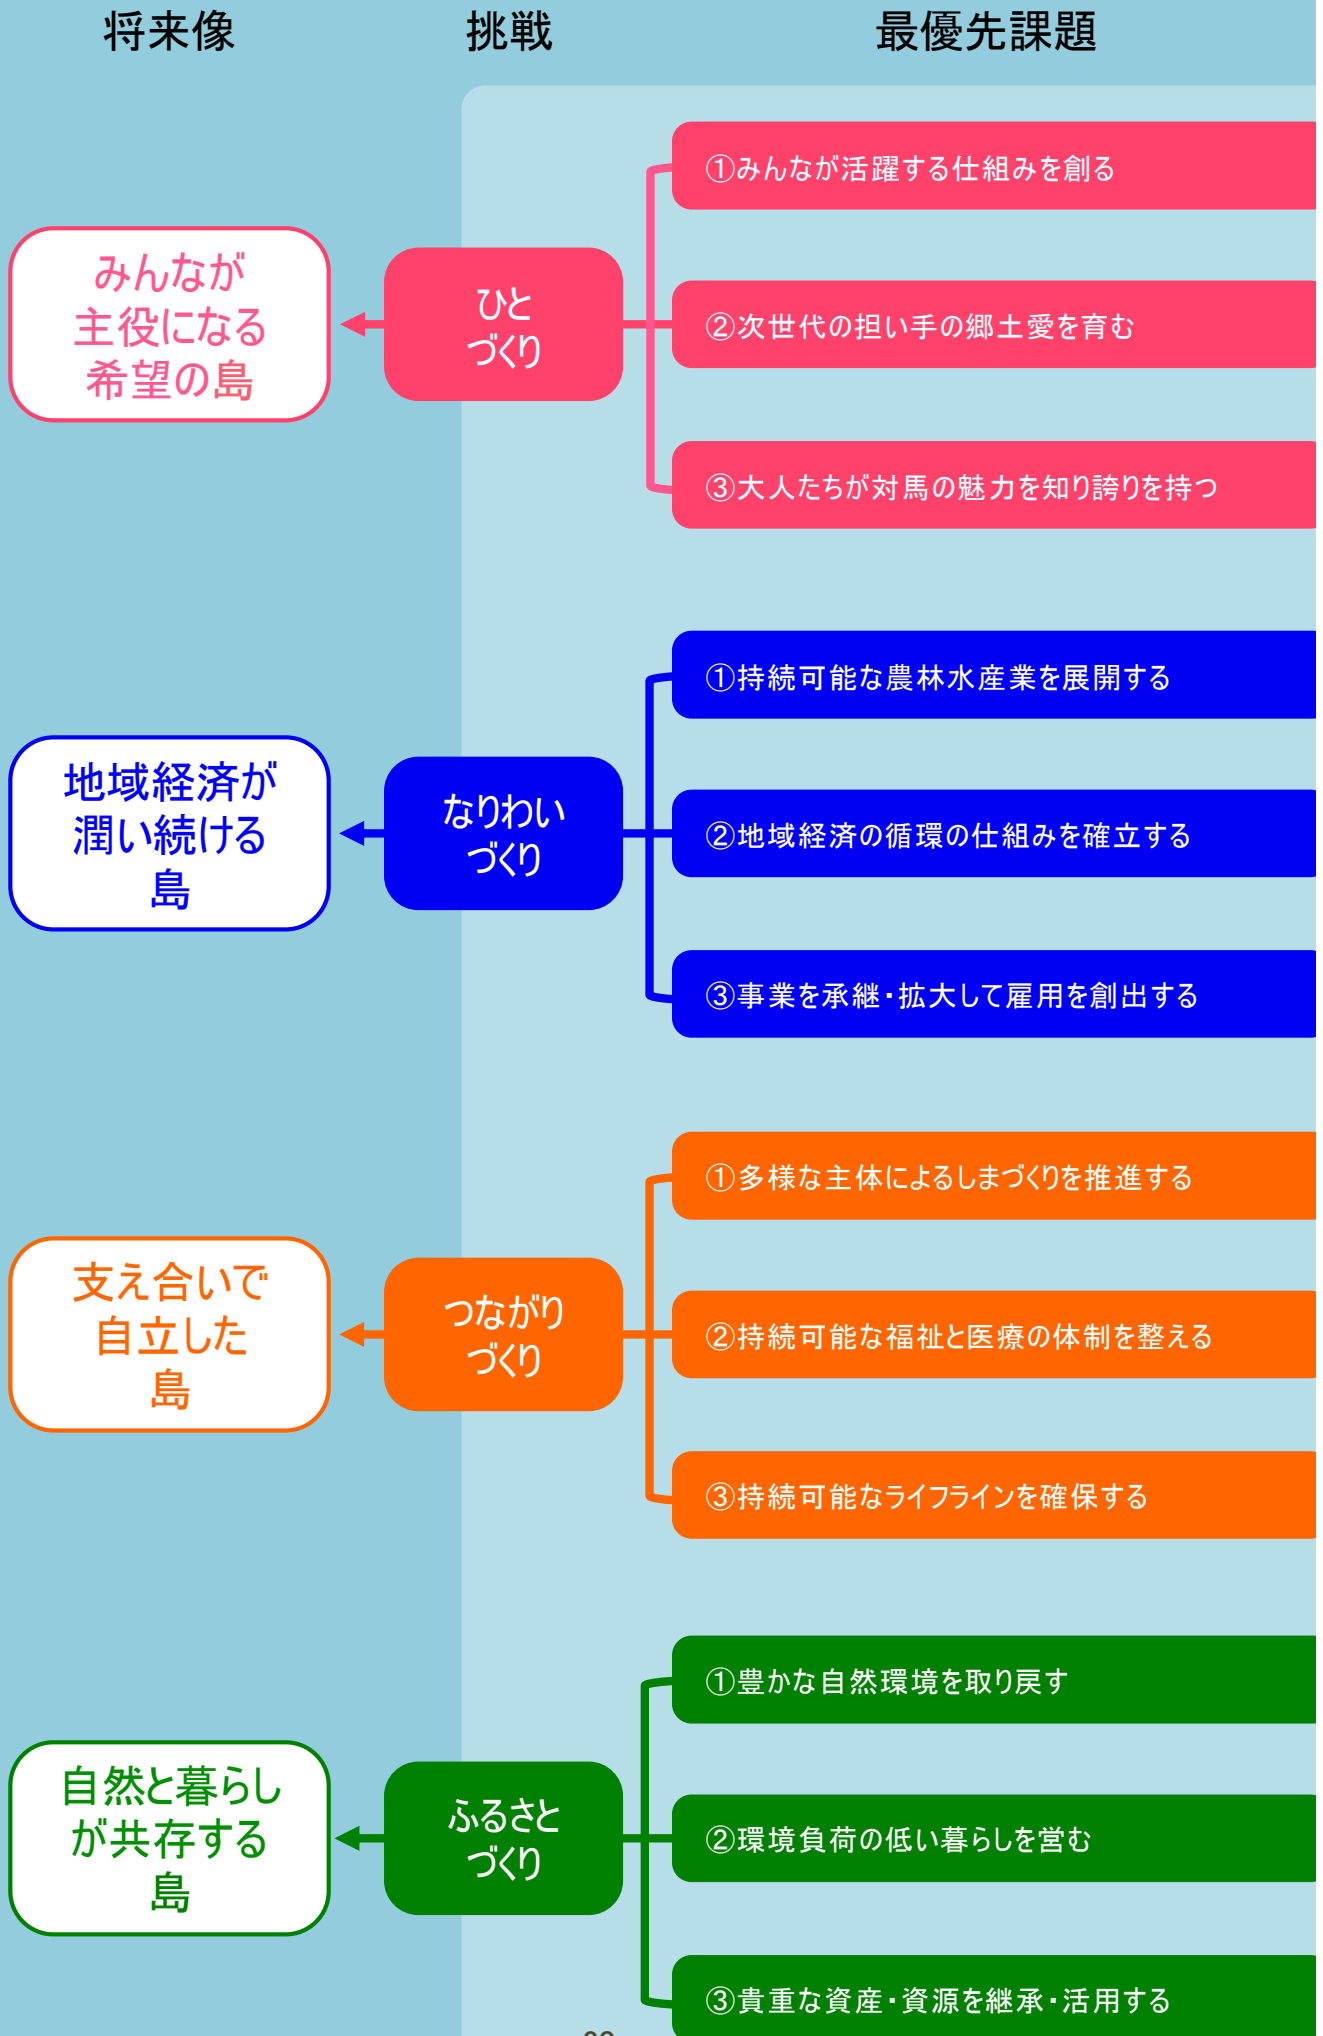 将来像
挑戦
最優先課題
みんなが
主役になる
希望の島
ひと
づくり
①みんなが活躍する仕組みを創る
②次世代の担い手の郷土愛を育む
③大人たちが対馬の魅力を知り誇りを持つ
地域経済が
潤い続ける
島
なりわい
づくり
①持続可能な農林水産業を展開する
②地域経済の循環の仕組みを確立する
③事業を承継・拡大して雇用を創出する
支え合いで
自立した
島
つながり
づくり
①多様な主体によるしまづくりを推進する
②持続可能な福祉と医療の体制を整える
③持続可能なライフラインを確保する
自然と暮らし
が共存する
島
ふるさと
づくり
①豊かな自然環境を取り戻す
②環境負荷の低い暮らしを営む
③貴重な資産・資源を継承・活用する